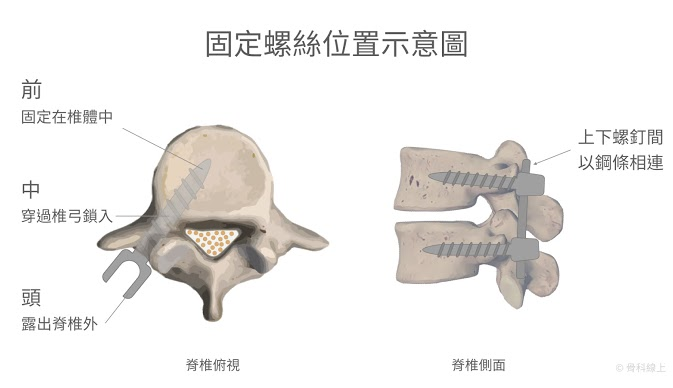 固定螺絲位置示意圖
前
固定在椎體中
中
穿過椎弓鎖入
頭
露出脊椎外
上下螺釘間
以鋼條相連
脊椎俯視
脊椎側面
© 骨科線上